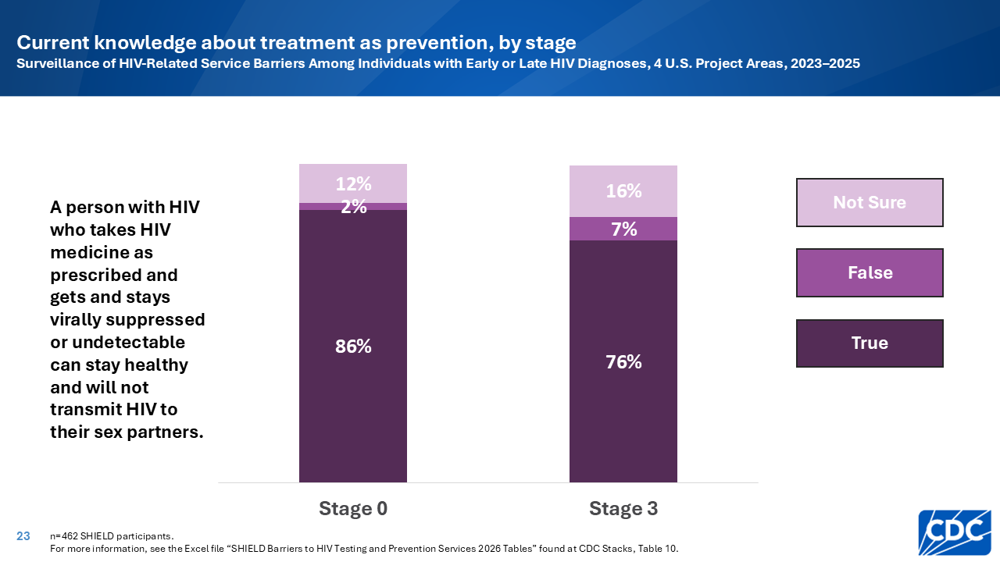 Current knowledge about treatment as prevention, by stage
Surveillance of HIV-Related Service Barriers Among Individuals with Early or Late HIV Diagnoses, 4 U.S. Project Areas, 2023–2025
A person with HIV
who takes HIV
medicine as
prescribed and
gets and stays
virally suppressed
or undetectable
can stay healthy
and will not
transmit HIV to
their sex partners.
12%
2%
86%
Stage 0
16%
7%
76%
Stage 3
Not Sure
False
True
23
n=462 SHIELD participants.
For more information, see the Excel file “SHIELD Barriers to HIV Testing and Prevention Services 2026 Tables” found at CDC Stacks, Table 10.
CDC